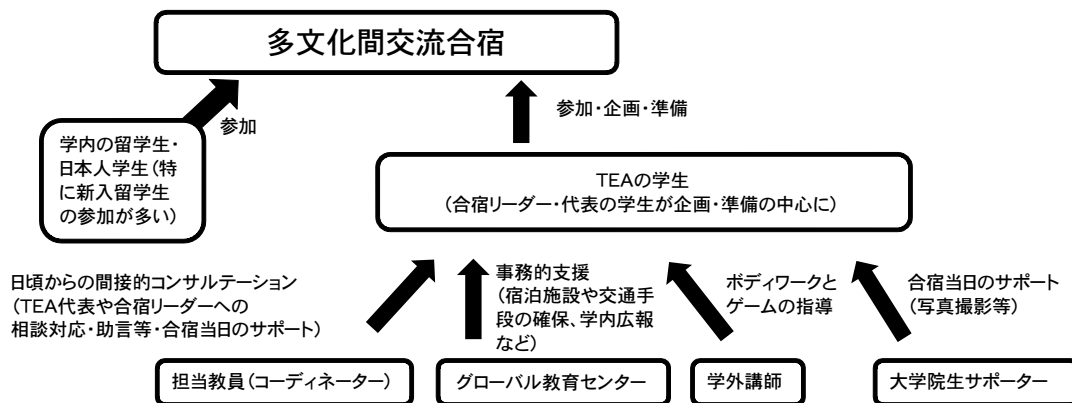 多文化間交流合宿
参加
参加・企画・準備
学内の留学生・
日本人学生(特
に新入留学生
の参加が多い)
TEAの学生
(合宿リーダー・代表の学生が企画・準備の中心に)
日頃からの間接的コンサルテーション
(TEA代表や合宿リーダーへの
相談対応・助言等・合宿当日のサポート)
事務的支援
(宿泊施設や交通手
段の確保、学内広報
など)
ボディワークと
ゲームの指導
合宿当日のサポート
(写真撮影等)
担当教員(コーディネーター)
グローバル教育センター
学外講師
大学院生サポーター